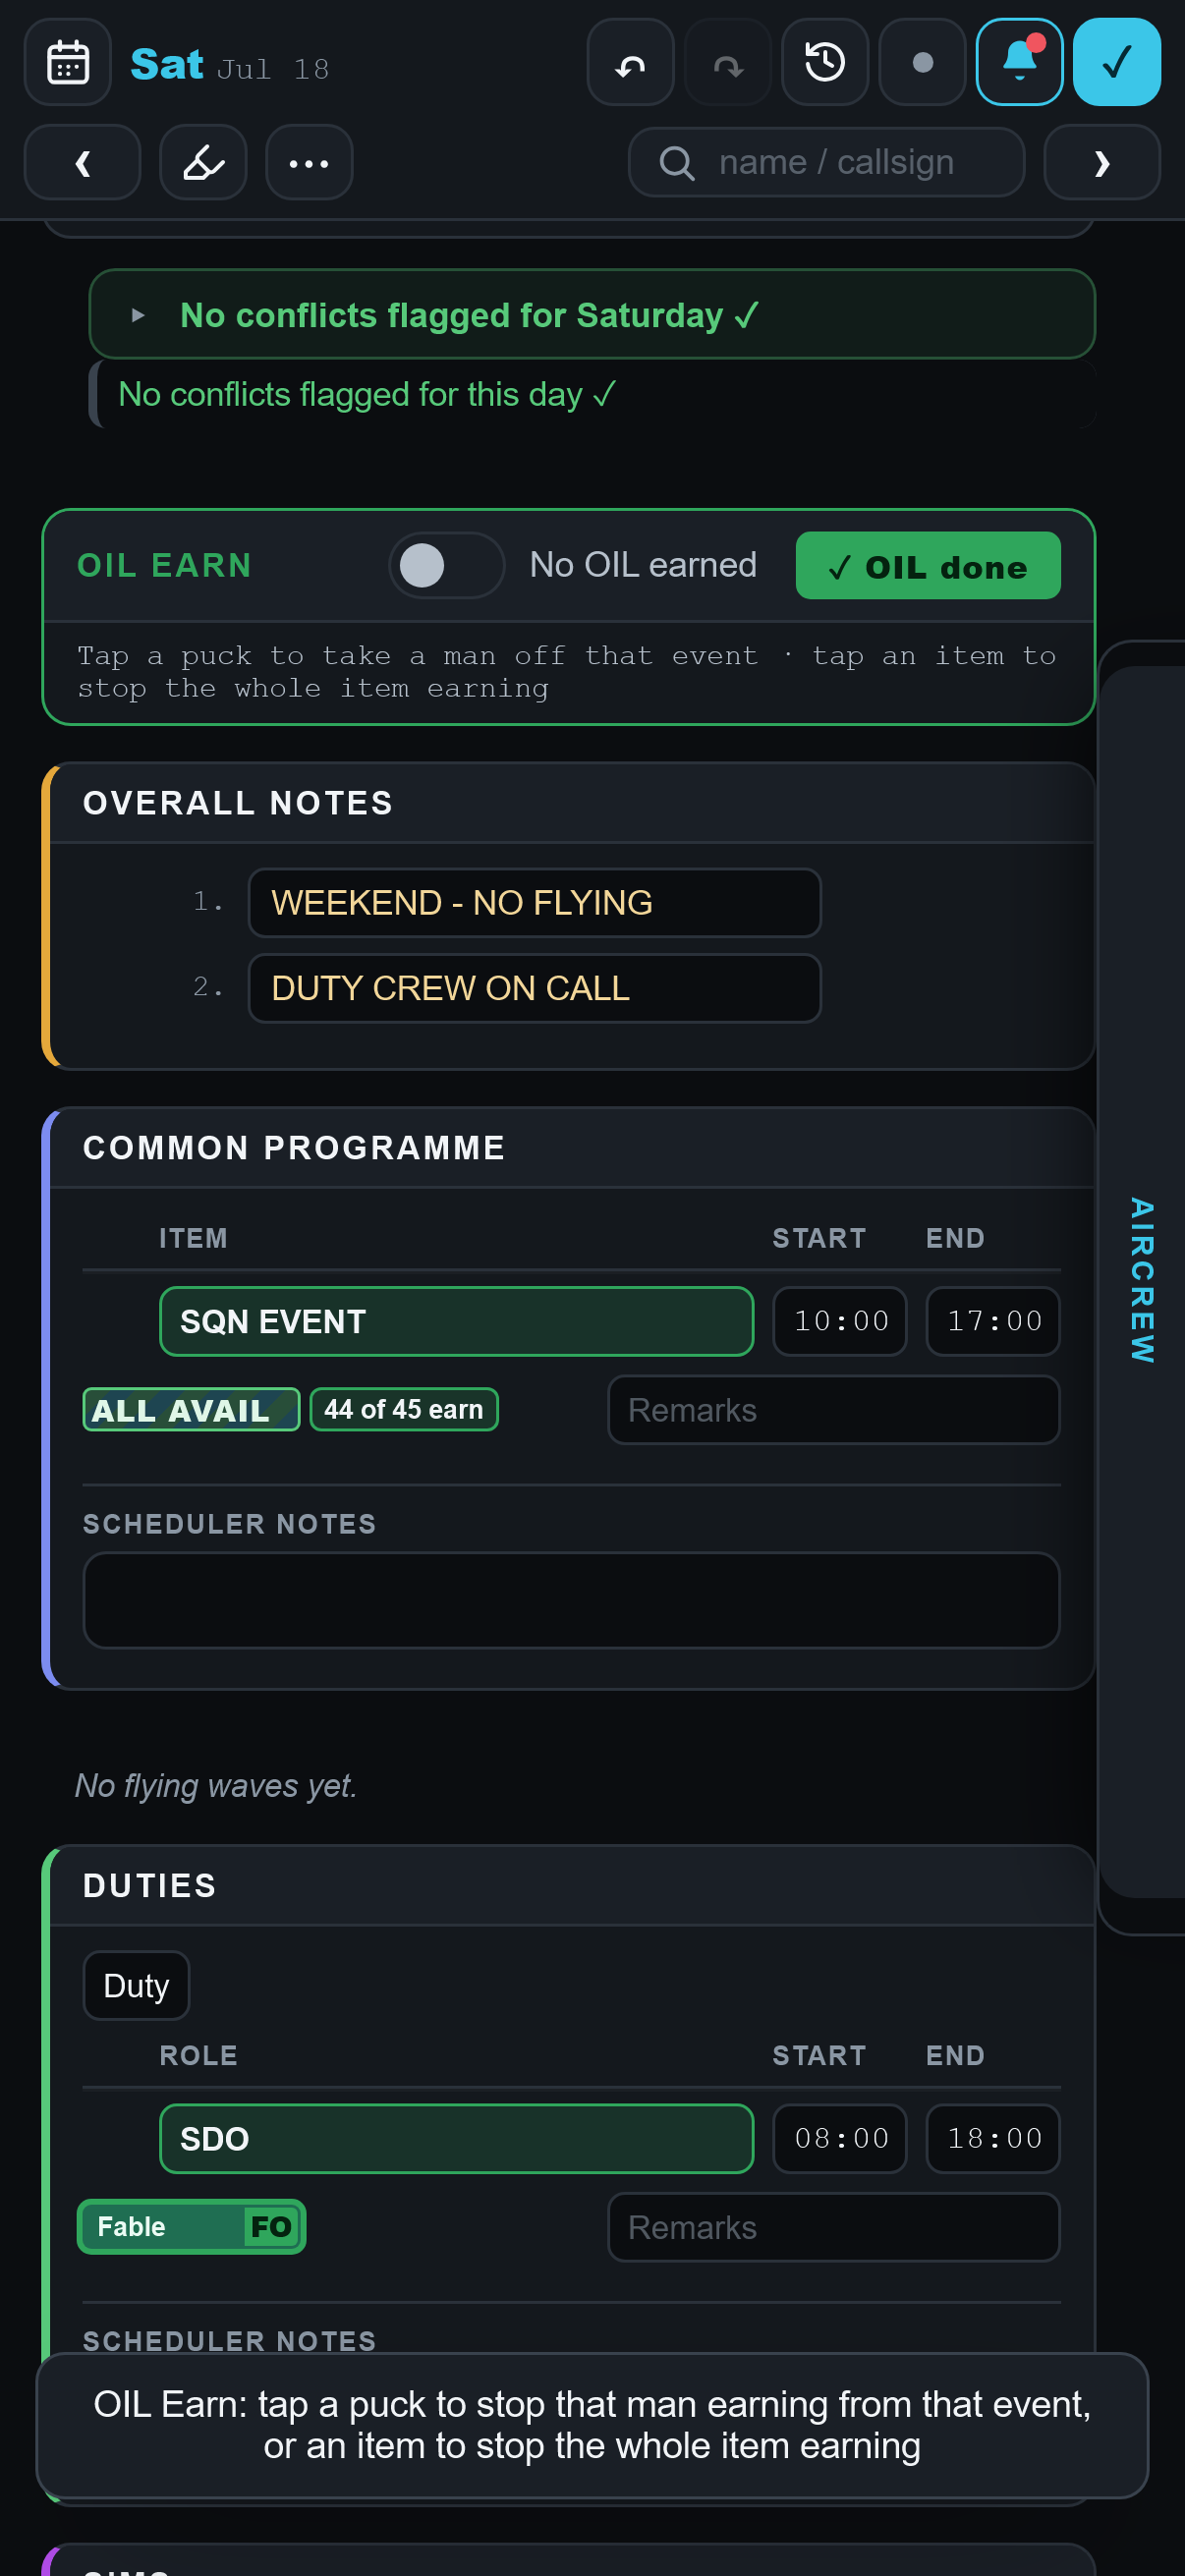 Sat Jul 18
name / callsign
No conflicts flagged for Saturday ✓
No conflicts flagged for this day ✓
OIL EARN No OIL earned ✓ OIL done
Tap a puck to take a man off that event · tap an item to
stop the whole item earning
OVERALL NOTES
1. WEEKEND - NO FLYING
2. DUTY CREW ON CALL
COMMON PROGRAMME
ITEM START END
SQN EVENT 10:00 17:00
ALL AVAIL 44 of 45 earn Remarks
SCHEDULER NOTES
AIRCREW
No flying waves yet.
DUTIES
Duty
ROLE START END
SDO 08:00 18:00
Fable FO Remarks
SCHEDULER NOTES
OIL Earn: tap a puck to stop that man earning from that event,
or an item to stop the whole item earning